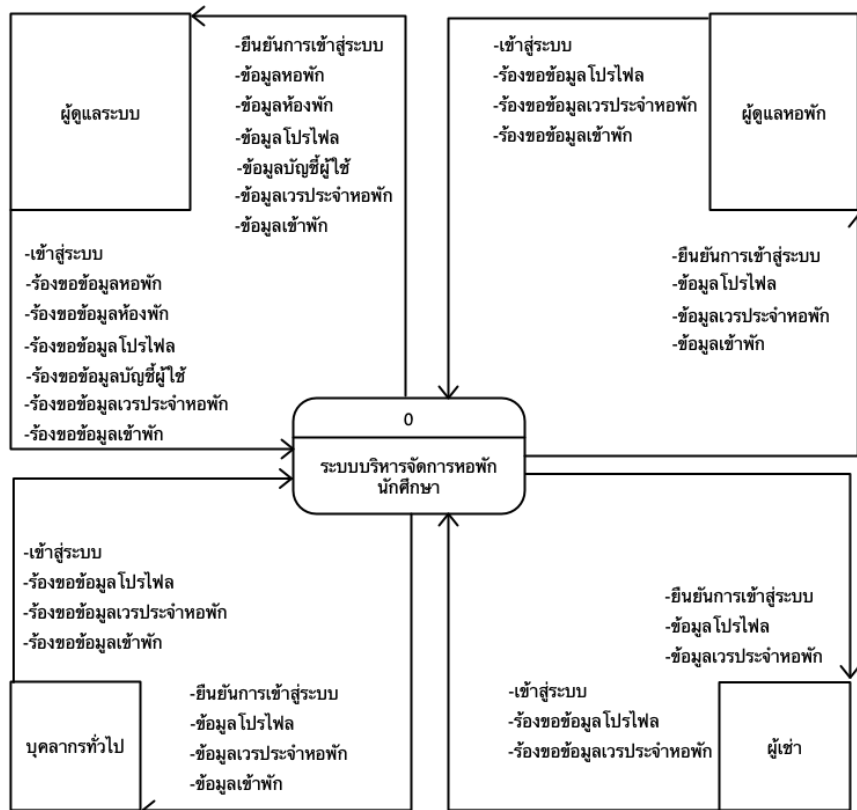 ผู้ดูแลระบบ
-ยืนยันการเข้าสู่ระบบ
-ข้อมูลหอพัก
-ข้อมูลห้องพัก
-ข้อมูลโปรไฟล
-ข้อมูลบัญชี้ผู้ใช้
-ข้อมูลเวรประจำหอพัก
-ข้อมูลเข้าพัก
-เข้าสู่ระบบ
-ร้องขอข้อมูลโปรไฟล
-ร้องขอข้อมูลเวรประจำหอพัก
-ร้องขอข้อมูลเข้าพัก
ผู้ดูแลหอพัก
-เข้าสู่ระบบ
-ร้องขอข้อมูลหอพัก
-ร้องขอข้อมูลห้องพัก
-ร้องขอข้อมูลโปรไฟล
-ร้องขอข้อมูลบัญชี้ผู้ใช้
-ร้องขอข้อมูลเวรประจำหอพัก
-ร้องขอข้อมูลเข้าพัก
-ยืนยันการเข้าสู่ระบบ
-ข้อมูลโปรไฟล
-ข้อมูลเวรประจำหอพัก
-ข้อมูลเข้าพัก
0
ระบบบริหารจัดการหอพัก
นักศึกษา
-เข้าสู่ระบบ
-ร้องขอข้อมูลโปรไฟล
-ร้องขอข้อมูลเวรประจำหอพัก
-ร้องขอข้อมูลเข้าพัก
บุคลากรทั่วไป
-ยืนยันการเข้าสู่ระบบ
-ข้อมูลโปรไฟล
-ข้อมูลเวรประจำหอพัก
-ข้อมูลเข้าพัก
-ยืนยันการเข้าสู่ระบบ
-ข้อมูลโปรไฟล
-ข้อมูลเวรประจำหอพัก
-เข้าสู่ระบบ
-ร้องขอข้อมูลโปรไฟล
-ร้องขอข้อมูลเวรประจำหอพัก
ผู้เช่า